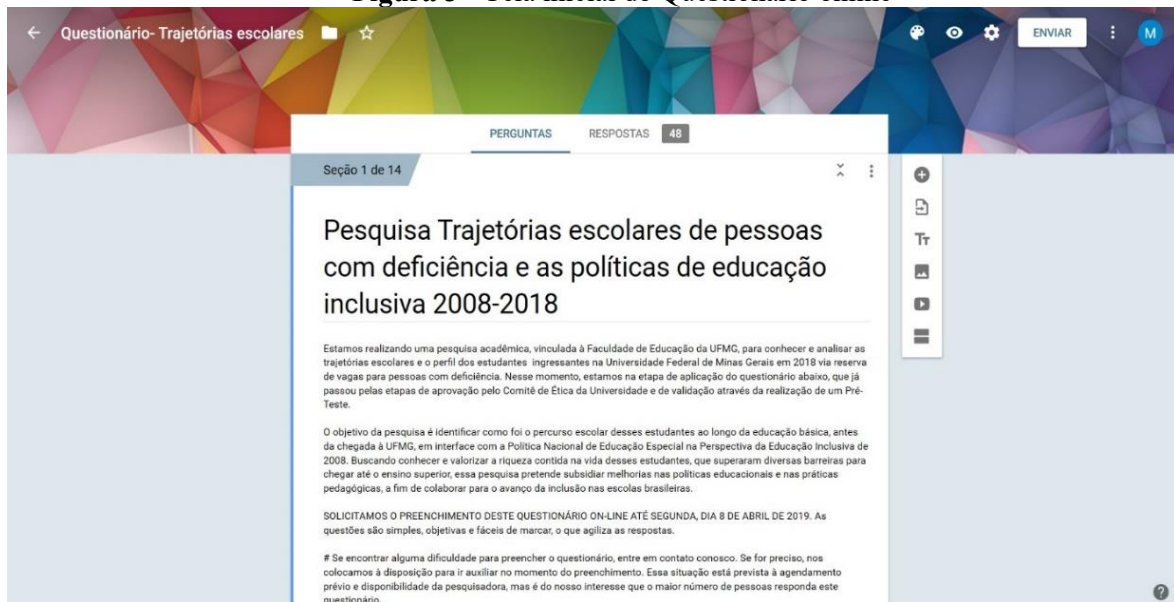 Questionário- Trajetórias escolares
ENVIAR
M
PERGUNTAS RESPOSTAS 48
Seção 1 de 14
Pesquisa Trajetórias escolares de pessoas
com deficiência e as políticas de educação
inclusiva 2008-2018
Estamos realizando uma pesquisa acadêmica, vinculada à Faculdade de Educação da UFMG, para conhecer e analisar as
trajetórias escolares e o perfil dos estudantes ingressantes na Universidade Federal de Minas Gerais em 2018 via reserva
de vagas para pessoas com deficiência. Nesse momento, estamos na etapa de aplicação do questionário abaixo, que já
passou pelas etapas de aprovação pelo Comitê de Ética da Universidade e de validação através da realização de um Pré-
Teste.
O objetivo da pesquisa é identificar como foi o percurso escolar desses estudantes ao longo da educação básica, antes
da chegada à UFMG, em interface com a Política Nacional de Educação Especial na Perspectiva da Educação Inclusiva de
2008. Buscando conhecer e valorizar a riqueza contida na vida desses estudantes, que superaram diversas barreiras para
chegar até o ensino superior, essa pesquisa pretende subsidiar melhorias nas políticas educacionais e nas práticas
pedagógicas, a fim de colaborar para o avanço da inclusão nas escolas brasileiras.
SOLICITAMOS O PREENCHIMENTO DESTE QUESTIONÁRIO ON-LINE ATÉ SEGUNDA, DIA 8 DE ABRIL DE 2019. As
questões são simples, objetivas e fáceis de marcar, o que agiliza as respostas.
# Se encontrar alguma dificuldade para preencher o questionário, entre em contato conosco. Se for preciso, nos
colocamos à disposição para ir auxiliar no momento do preenchimento. Essa situação está prevista à agendamento
prévio e disponibilidade da pesquisadora, mas é do nosso interesse que o maior número de pessoas responda este
questionário.
Tт